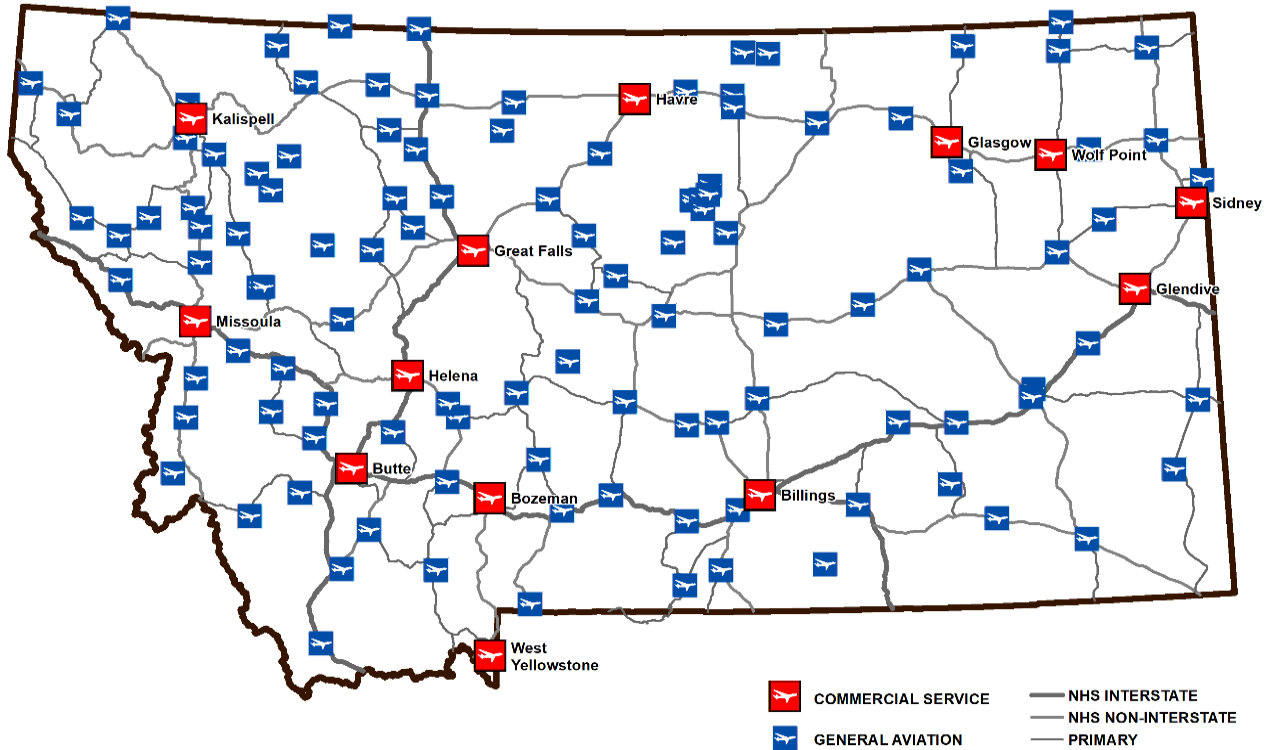 Havre
Kalispell
Glasgow
Wolf Point
Sidney
Great Falls
Glendive
Missoula
Helena
Butte
Bozeman
Billings
West
Yellowstone
COMMERCIAL SERVICE
NHS INTERSTATE
NHS NON-INTERSTATE
GENERAL AVIATION
PRIMARY